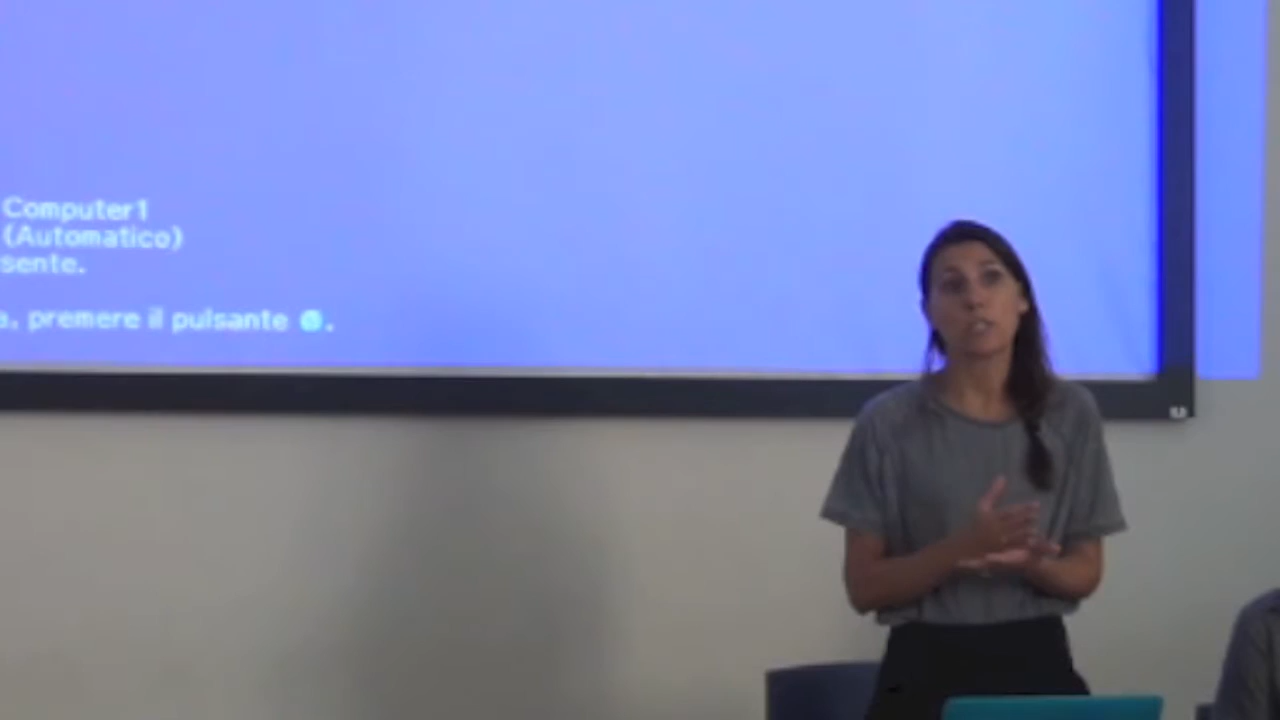 Computer1
(Automatico)
sente.
a, premere il pulsante